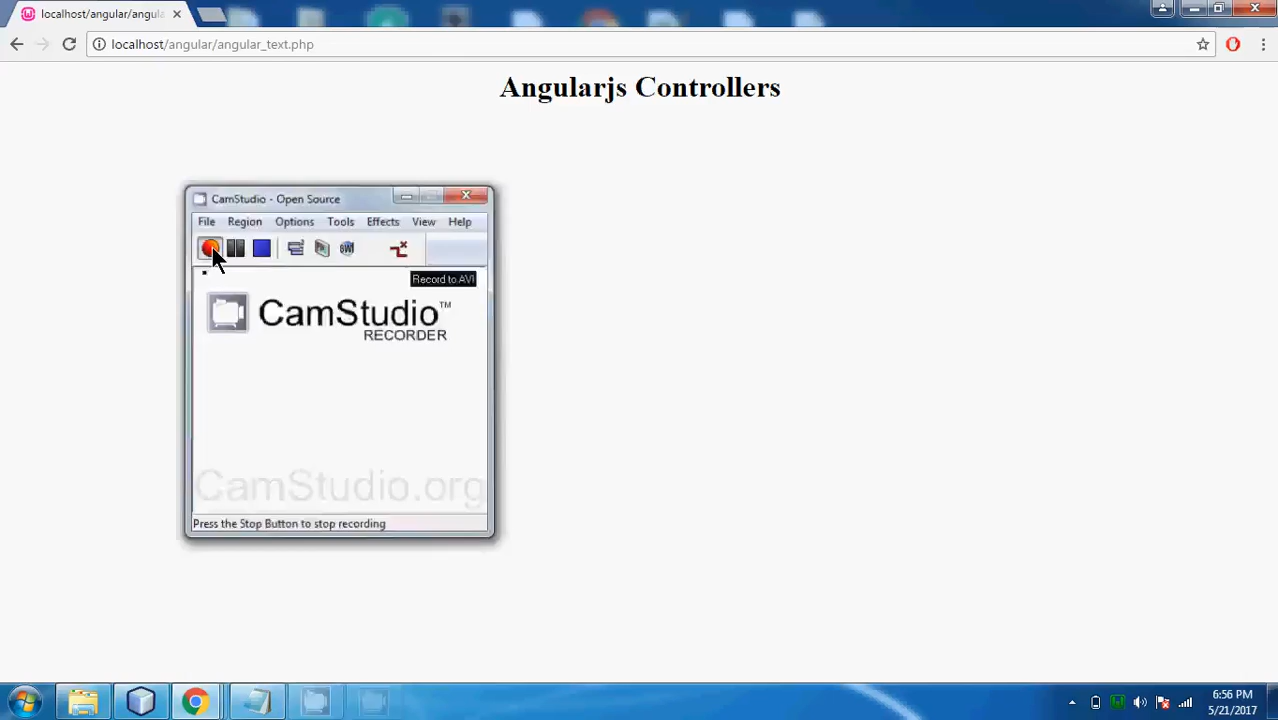 localhost/angular/angula
localhost/angular/angular_text.php
Angularjs Controllers
CamStudio - Open Source
File Region Options Tools Effects View Help
Record to AVI
CamStudio™
RECORDER
CamStudio.org
Press the Stop Button to stop recording
6:56 PM
5/21/2017